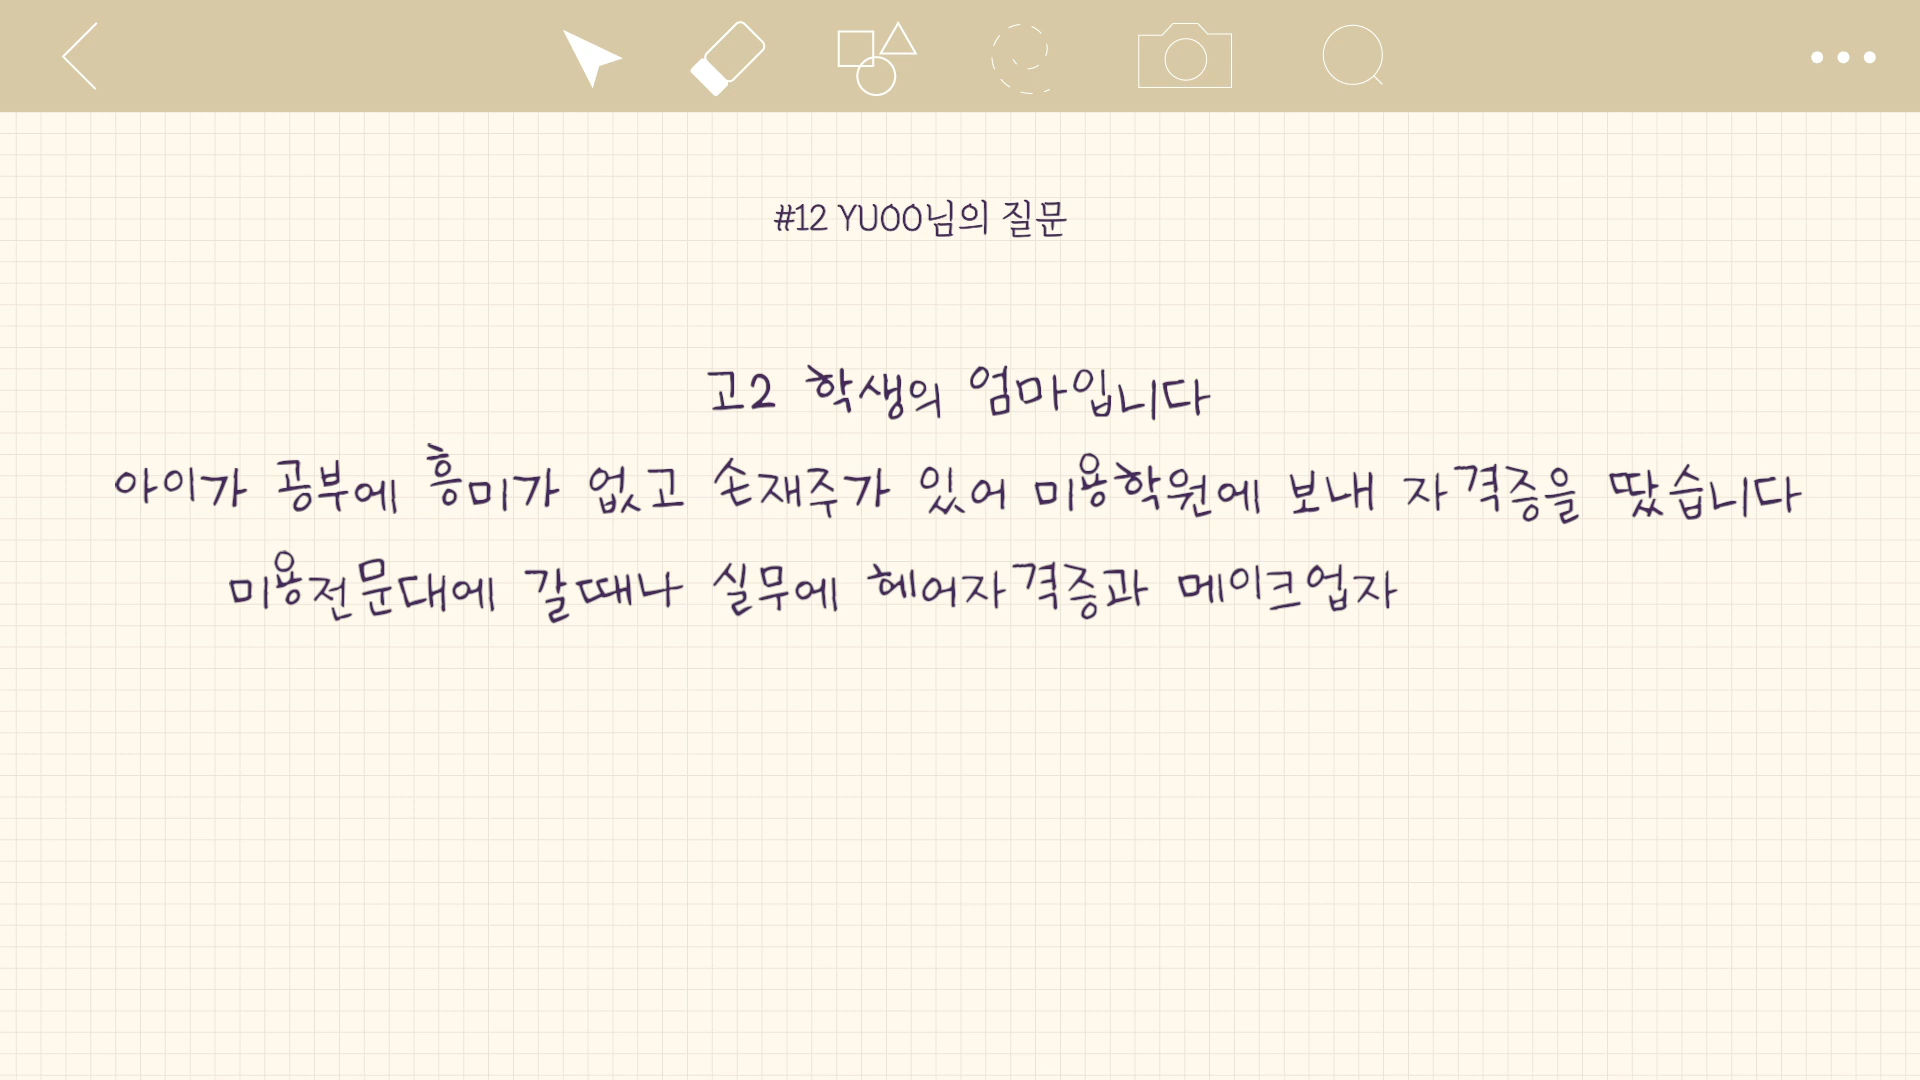 #12 YUOO님의 질문
고2 학생의 엄마입니다
아이가 공부에 흥미가 없고 손재주가 있어 미용학원에 보내 자격증을 땄습니다
미용전문대에 갈때나 실무에 헤어자격증과 메이크업자